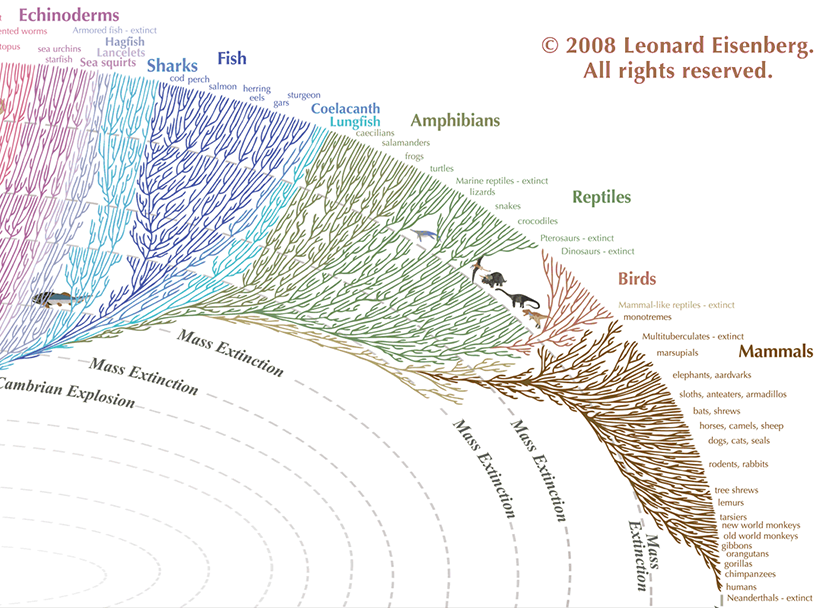 Echinoderms
ented worms
topus
sea urchins
starfish
Armored fish - extinct
Hagfish
Lancelets
Sea squirts
Sharks
Fish
cod
perch
salmon
herring
eels
gars
sturgeon
Coelacanth
Lungfish
© 2008 Leonard Eisenberg.
All rights reserved.
Amphibians
caecilians
salamanders
frogs
turtles
Marine reptiles - extinct
lizards
snakes
crocodiles
Reptiles
Pterosaurs - extinct
Dinosaurs - extinct
Birds
Mammal-like reptiles - extinct
monotremes
Multituberculates - extinct
marsupials
Mammals
elephants, aardvarks
sloths, anteaters, armadillos
bats, shrews
horses, camels, sheep
dogs, cats, seals
rodents, rabbits
tree shrews
lemurs
tarsiers
new world monkeys
old world monkeys
gibbons
orangutans
gorillas
chimpanzees
humans
Neanderthals - extinct
Mass Extinction
Mass Extinction
Cambrian Explosion
Mass Extinction
Mass Extinction
Mass
Extinction